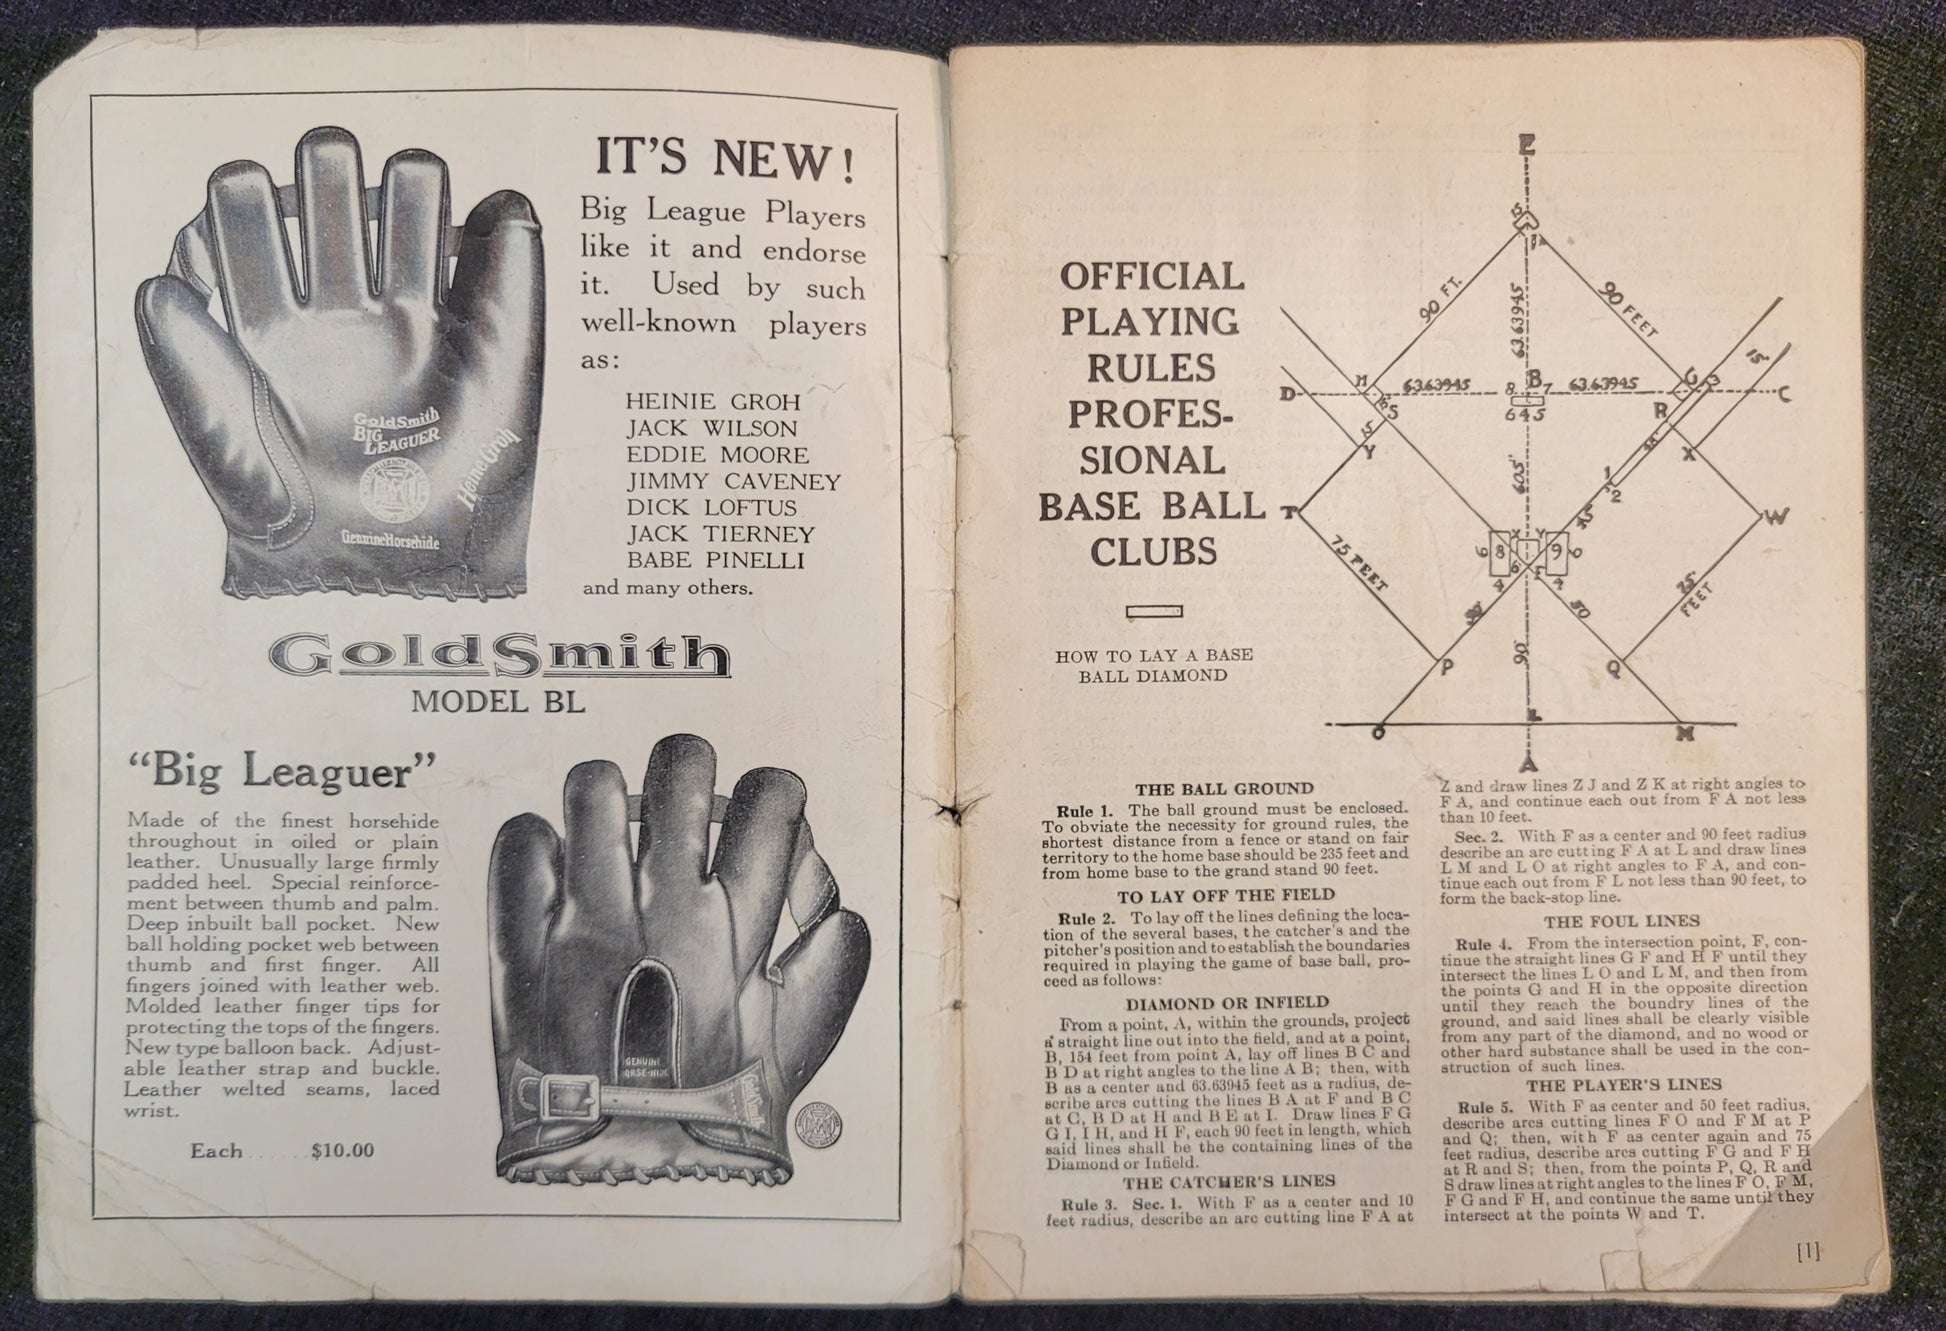 IT'S NEW!
Big League Players
like it and endorse
it. Used by such
well-known players
as:
HEINIE GROH
JACK WILSON
EDDIE MOORE
JIMMY CAVENEY
DICK LOFTUS
JACK TIERNEY
BABE PINELLI
and many others.
GoldSmith
BIG
LEAGUER
Heinie Groh
Genuine Horsehide
GoldSmith
MODEL BL
“Big Leaguer”
Made of the finest horsehide
throughout in oiled or plain
leather. Unusually large firmly
padded heel. Special reinforce-
ment between thumb and palm.
Deep inbuilt ball pocket. New
ball holding pocket web between
thumb and first finger. All
fingers joined with leather web.
Molded leather finger tips for
protecting the tops of the fingers.
New type balloon back. Adjust-
able leather strap and buckle.
Leather welted seams, laced
wrist.
Each ...... $10.00
GENUINE
ORSE-HIDE
OFFICIAL
PLAYING
RULES
PROFES-
SIONAL
BASE BALL
CLUBS
HOW TO LAY A BASE
BALL DIAMOND
E
90 FT.
90 FEET
63.63945
H
63.63945
8 B 7
63.63945
G 3
15
D
C
6 4 5
S
R
15
Y
X
60.5'
1
2
T
W
45
X Y
6 8
9 6
75 FEET
75'
FEET
50
90'
P
Q
O
L
M
A
THE BALL GROUND
Rule 1. The ball ground must be enclosed.
To obviate the necessity for ground rules, the
shortest distance from a fence or stand on fair
territory to the home base should be 235 feet and
from home base to the grand stand 90 feet.
TO LAY OFF THE FIELD
Rule 2. To lay off the lines defining the loca-
tion of the several bases, the catcher's and the
pitcher's position and to establish the boundaries
required in playing the game of base ball, pro-
ceed as follows:
DIAMOND OR INFIELD
From a point, A, within the grounds, project
a straight line out into the field, and at a point,
B, 154 feet from point A, lay off lines B C and
B D at right angles to the line A B; then, with
B as a center and 63.63945 feet as a radius, de-
scribe arcs cutting the lines B A at F and B C
at C, B D at H and B E at I. Draw lines F G
G I, I H, and H F, each 90 feet in length, which
said lines shall be the containing lines of the
Diamond or Infield.
THE CATCHER'S LINES
Rule 3. Sec. 1. With F as a center and 10
feet radius, describe an arc cutting line F A at
Z and draw lines Z J and Z K at right angles to
F A, and continue each out from F A not less
than 10 feet.
Sec. 2. With F as a center and 90 feet radius
describe an arc cutting F A at L and draw lines
L M and L O at right angles to F A, and con-
tinue each out from F L not less than 90 feet, to
form the back-stop line.
THE FOUL LINES
Rule 4. From the intersection point, F, con-
tinue the straight lines G F and H F until they
intersect the lines L O and L M, and then from
the points G and H in the opposite direction
until they reach the boundry lines of the
ground, and said lines shall be clearly visible
from any part of the diamond, and no wood or
other hard substance shall be used in the con-
struction of such lines.
THE PLAYER'S LINES
Rule 5. With F as center and 50 feet radius,
describe arcs cutting lines F O and F M at P
and Q; then, with F as center again and 75
feet radius, describe arcs cutting F G and F H
at R and S; then, from the points P, Q, R and
S draw lines at right angles to the lines F O, F M,
F G and F H, and continue the same until they
intersect at the points W and T.
[1]